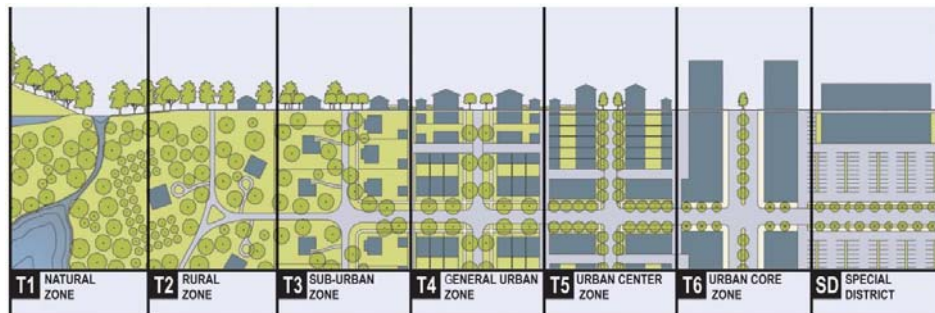 T1 NATURAL
ZONE
T2 RURAL
ZONE
T3 SUB-URBAN
ZONE
T4 GENERAL URBAN
ZONE
T5 URBAN CENTER
ZONE
T6 URBAN CORE
ZONE
SD SPECIAL
DISTRICT